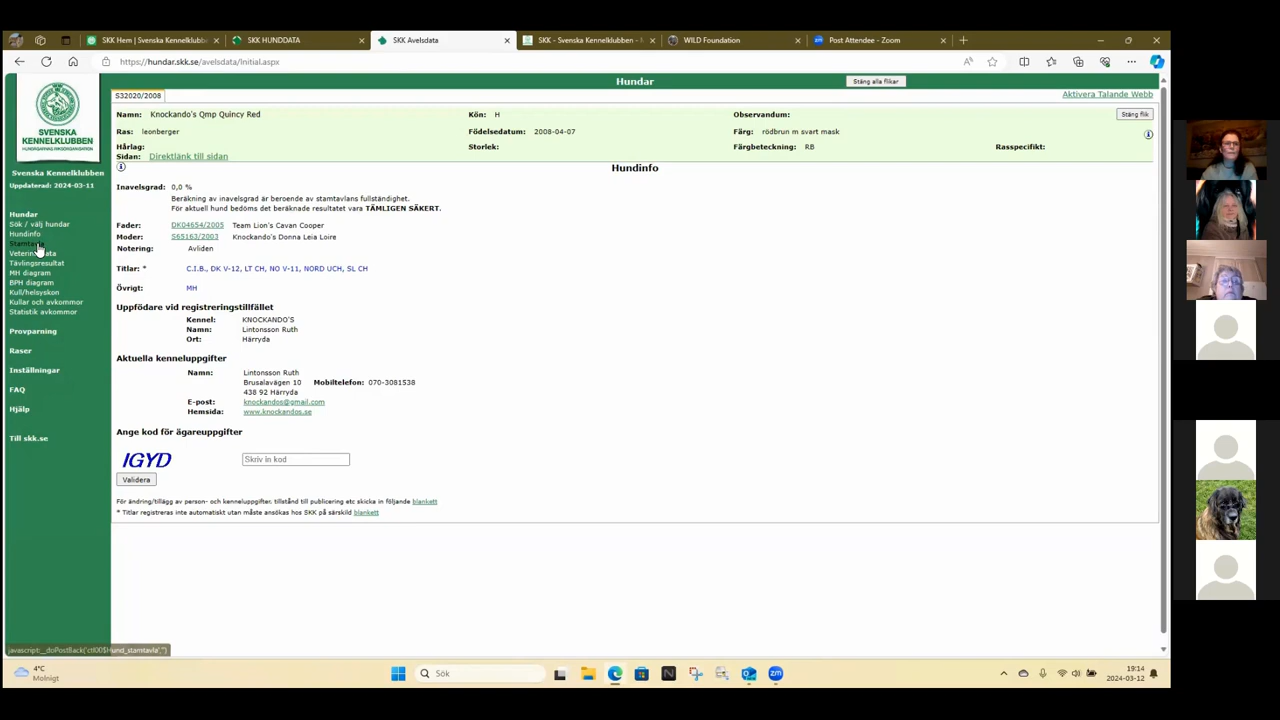 SKK Hem | Svenska Kennelklubbe
SKK HUNDDATA
SKK Avelsdata
SKK - Svenska Kennelklubben -
WILD Foundation
Post Attendee - Zoom
https://hundar.skk.se/avelsdata/Initial.aspx
Hundar
Stäng alla flikar
S32020/2008
Aktivera Talande Webb
Namn: Knockando's Qmp Quincy Red
Kön: H
Observandum:
Stäng flik
Ras: leonberger
Födelsedatum: 2008-04-07
Färg: rödbrun m svart mask
Hårlag:
Storlek:
Färgbeteckning: RB
Rasspecifikt:
Sidan: Direktlänk till sidan
Hundinfo
SVENSKA
KENNELKLUBBEN
Svenska Kennelklubben
Uppdaterad: 2024-03-11
Hundar
Sök / välj hundar
Hundinfo
Stamtavla
Tävlingsresultat
MH diagram
BPH diagram
Kull/helsyskon
Kullar och avkommor
Statistik avkommor
Provparning
Raser
Inställningar
FAQ
Hjälp
Till skk.se
Inavelsgrad: 0,0 %
Beräkning av inavelsgrad är beroende av stamtavlans fullständighet.
För aktuell hund bedöms det beräknade resultatet vara TÄMLIGEN SÄKERT.
Fader: DK04654/2005 Team Lion's Cavan Cooper
Moder: S65163/2003 Knockando's Donna Leia Loire
Notering: Avliden
Titlar: * C.I.B., DK V-12, LT CH, NO V-11, NORD UCH, SL CH
Övrigt: MH
Uppfödare vid registreringstillfället
Kennel: KNOCKANDO'S
Namn: Lintonsson Ruth
Ort: Härryda
Aktuella kenneluppgifter
Namn: Lintonsson Ruth
Brusalavägen 10 Mobiltelefon: 070-3081538
438 92 Härryda
E-post: knockandos@gmail.com
Hemsida: www.knockandos.se
Ange kod för ägareuppgifter
IGYD Skriv in kod
Validera
För ändring/tillägg av person- och kenneluppgifter, tillstånd till publicering etc skicka in följande blankett
* Titlar registreras inte automatiskt utan måste ansökas hos SKK på särskild blankett
javascript:__doPostBack('ctl00$Hund_stamtavla','')
4°C
Molnigt
Sök
19:14
2024-03-12